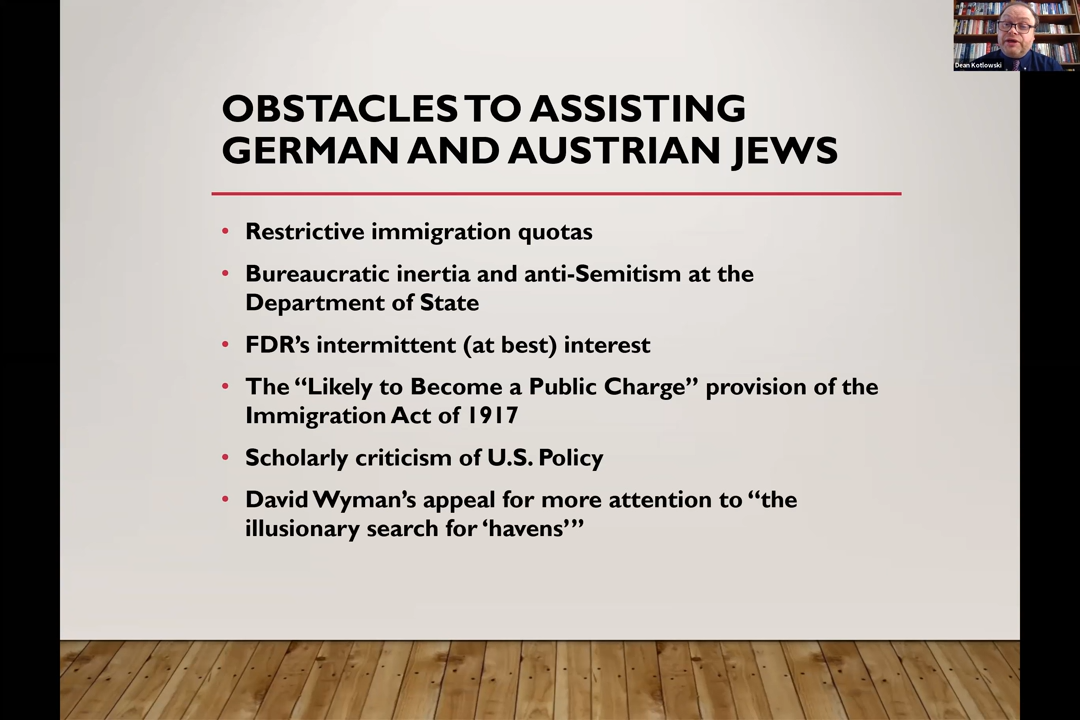 Dean Kotlowski
OBSTACLES TO ASSISTING
GERMAN AND AUSTRIAN JEWS
• Restrictive immigration quotas
• Bureaucratic inertia and anti-Semitism at the
Department of State
• FDR’s intermittent (at best) interest
• The “Likely to Become a Public Charge” provision of the
Immigration Act of 1917
• Scholarly criticism of U.S. Policy
• David Wyman’s appeal for more attention to “the
illusionary search for ‘havens’”